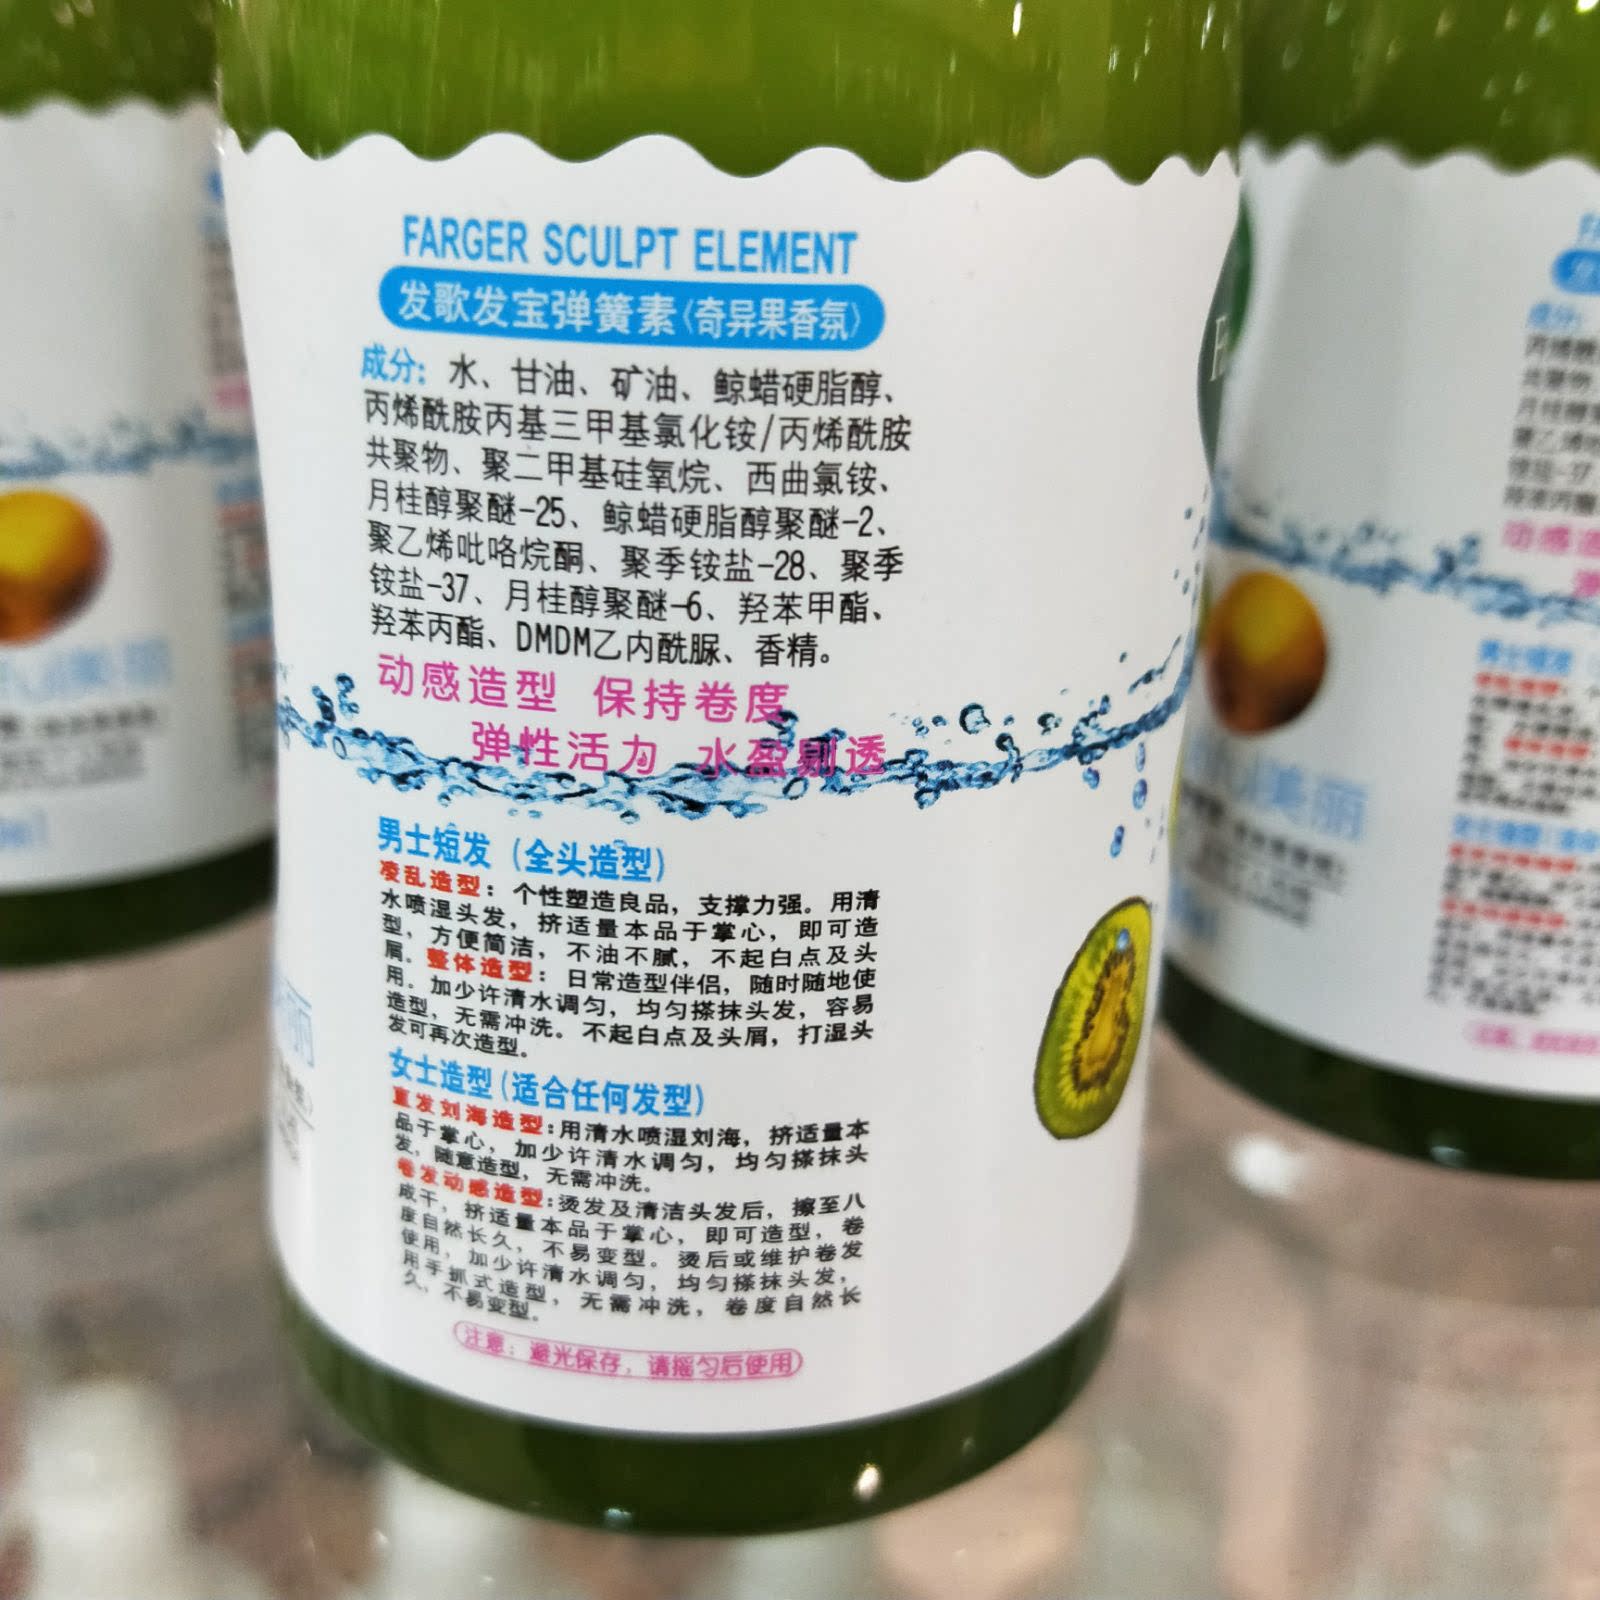 FARGER SCULPT ELEMENT
发歌发宝弹簧素〈奇异果香氛〉
成分：水、甘油、矿油、鲸蜡硬脂醇、
丙烯酰胺丙基三甲基氯化铵/丙烯酰胺
共聚物、聚二甲基硅氧烷、西曲氯铵、
月桂醇聚醚-25、鲸蜡硬脂醇聚醚-2、
聚乙烯吡咯烷酮、聚季铵盐-28、聚季
铵盐-37、月桂醇聚醚-6、羟苯甲酯、
羟苯丙酯、DMDM乙内酰脲、香精。
动感造型 保持卷度
弹性活力 水盈剔透
男士短发（全头造型）
凌乱造型：个性塑造良品，支撑力强。用清
水喷湿头发，挤适量本品于掌心，即可造
型，方便简洁，不油不腻，不起白点及头
屑。整体造型：日常造型伴侣，随时随地使
用。加少许清水调匀，均匀搽抹头发，容易
造型，无需冲洗。不起白点及头屑，打湿头
发可再次造型。
女士造型(适合任何发型)
直发刘海造型：用清水喷湿刘海，挤适量本
品于掌心，加少许清水调匀，均匀搽抹头
发，随意造型，无需冲洗。
卷发动感造型：烫发及清洁头发后，擦至八
成干，挤适量本品于掌心，即可造型，卷
度自然长久，不易变型。烫后或维护卷发
使用，加少许清水调匀，均匀搽抹头发，
用手抓式造型，无需冲洗，卷度自然长
久，不易变型。
注意：避光保存，请摇匀后使用
美丽
动感造
成分：